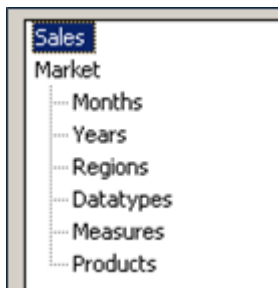 Sales
Market
Months
Years
Regions
Datatypes
Measures
Products